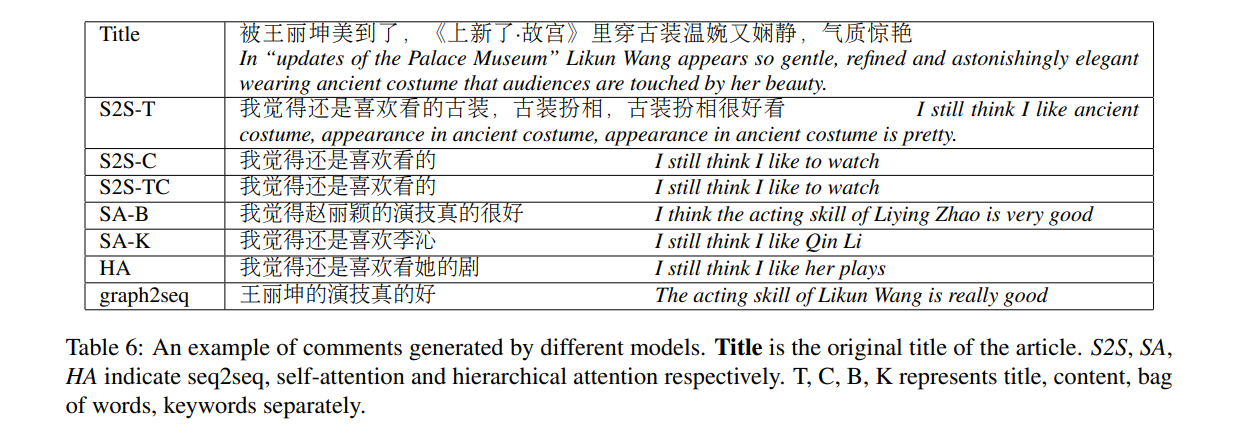 Title 被王丽坤美到了，《上新了·故宫》里穿古装温婉又娴静，气质惊艳
In “updates of the Palace Museum” Likun Wang appears so gentle, refined and astonishingly elegant
wearing ancient costume that audiences are touched by her beauty.
S2S-T 我觉得还是喜欢看的古装，古装扮相，古装扮相很好看 I still think I like ancient
costume, appearance in ancient costume, appearance in ancient costume is pretty.
S2S-C 我觉得还是喜欢看的 I still think I like to watch
S2S-TC 我觉得还是喜欢看的 I still think I like to watch
SA-B 我觉得赵丽颖的演技真的很好 I think the acting skill of Liying Zhao is very good
SA-K 我觉得还是喜欢李沁 I still think I like Qin Li
HA 我觉得还是喜欢看她的剧 I still think I like her plays
graph2seq 王丽坤的演技真的好 The acting skill of Likun Wang is really good
Table 6: An example of comments generated by different models. Title is the original title of the article. S2S, SA,
HA indicate seq2seq, self-attention and hierarchical attention respectively. T, C, B, K represents title, content, bag
of words, keywords separately.